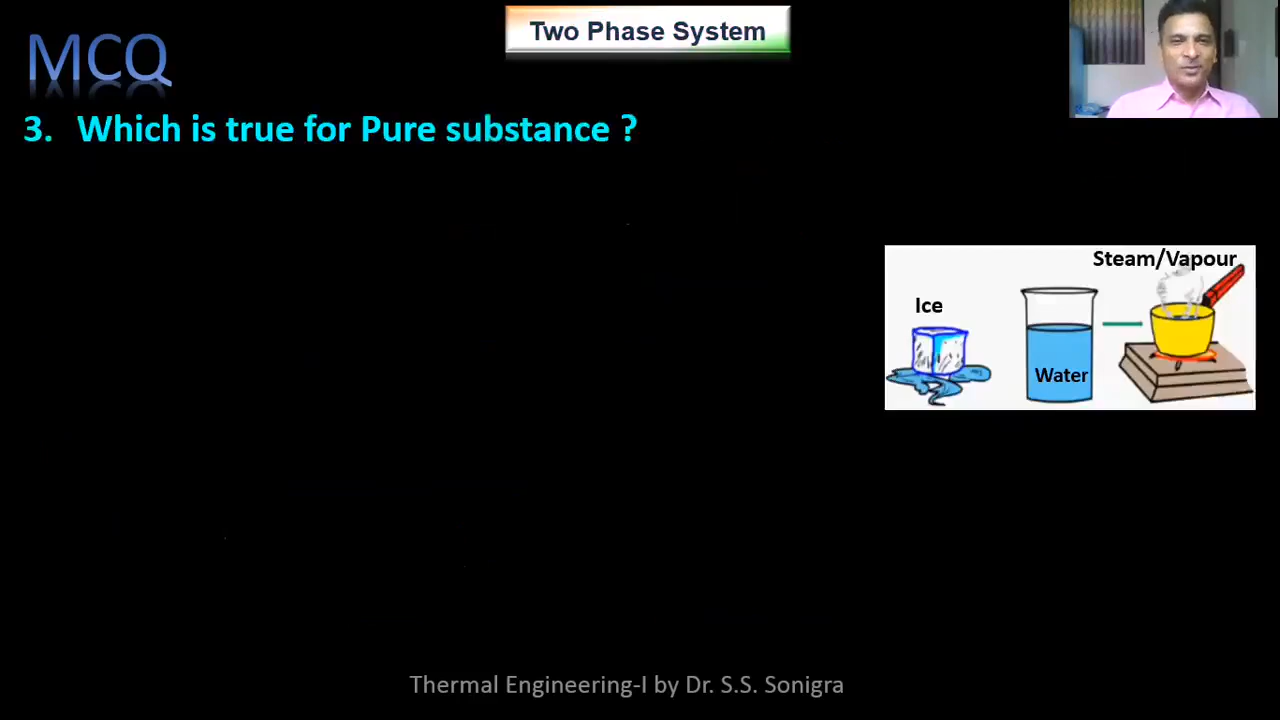 Two Phase System
MCQ
3. Which is true for Pure substance ?
Steam/Vapour
Ice
Water
Thermal Engineering-I by Dr. S.S. Sonigra